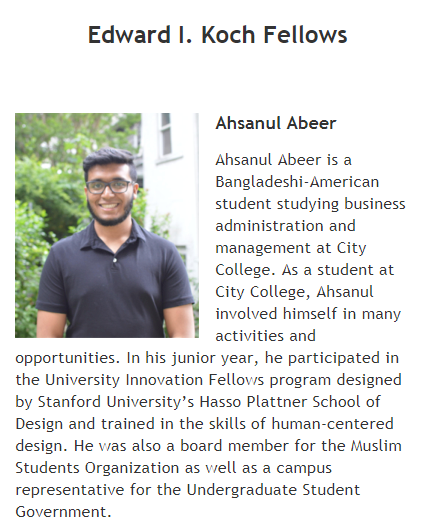 Edward I. Koch Fellows
Ahsanul Abeer
Ahsanul Abeer is a
Bangladeshi-American
student studying business
administration and
management at City
College. As a student at
City College, Ahsanul
involved himself in many
activities and
opportunities. In his junior year, he participated in
the University Innovation Fellows program designed
by Stanford University’s Hasso Plattner School of
Design and trained in the skills of human-centered
design. He was also a board member for the Muslim
Students Organization as well as a campus
representative for the Undergraduate Student
Government.